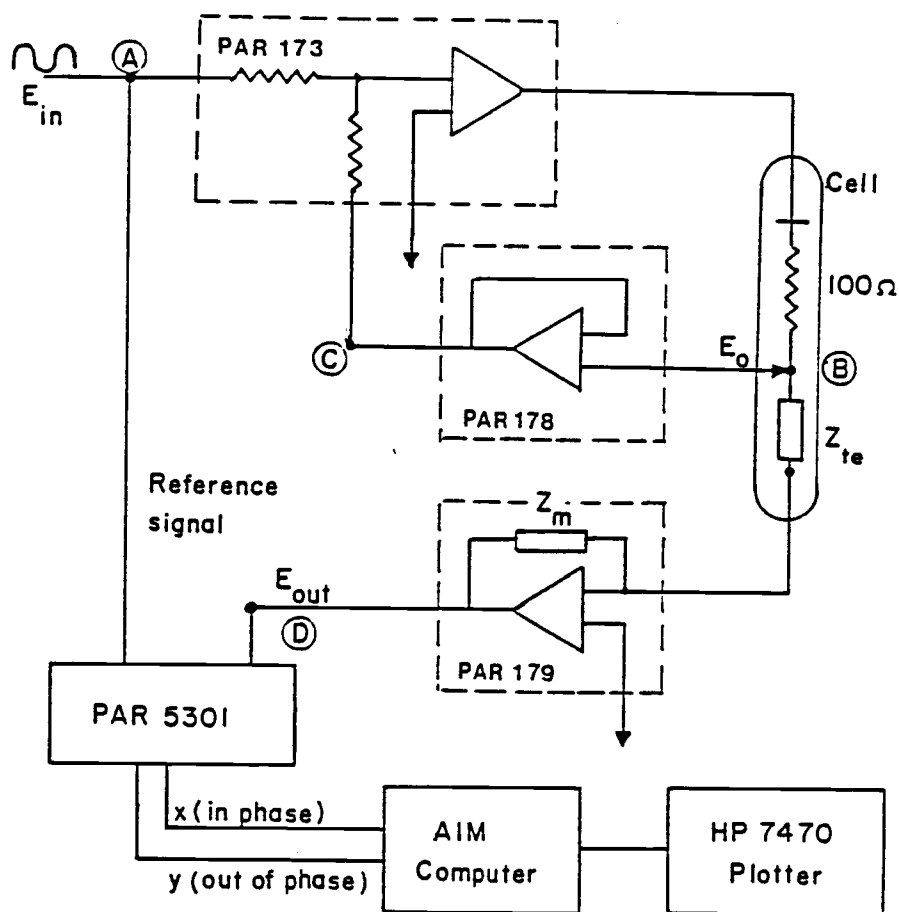 PAR 173
A
E in
Cell
100Ω
C
E o
B
PAR 178
Z te
Reference
signal
Z m
E out
D
PAR 179
PAR 5301
x (in phase)
y (out of phase)
AIM
Computer
HP 7470
Plotter